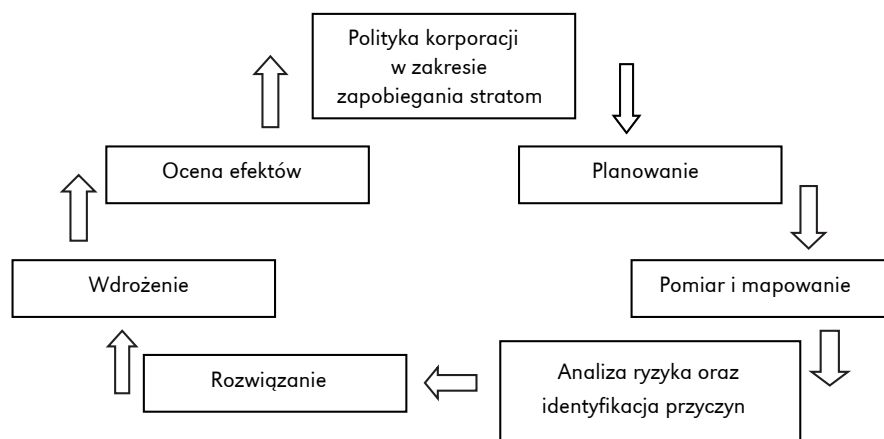 Polityka korporacji
w zakresie
zapobiegania stratom
Ocena efektów
Planowanie
Wdrożenie
Pomiar i mapowanie
Rozwiązanie
Analiza ryzyka oraz
identyfikacja przyczyn